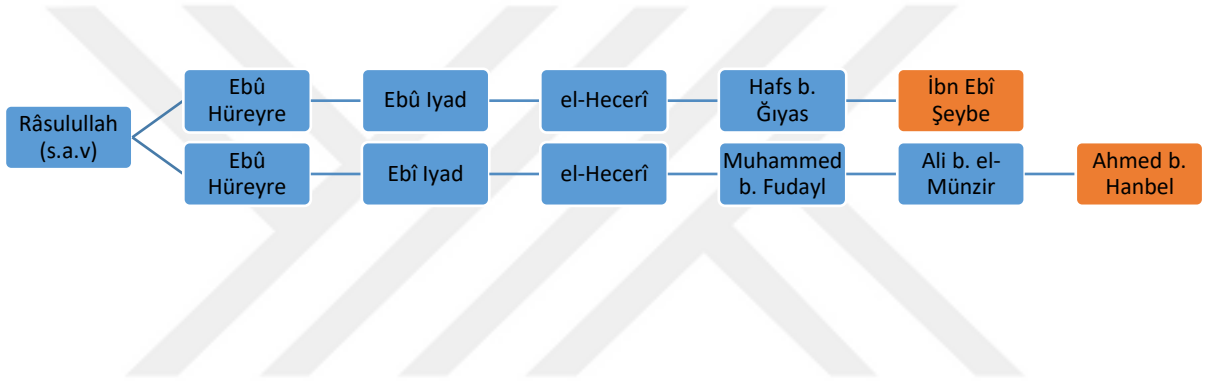 Râsulullah
(s.a.v)
Ebû
Hüreyre
Ebû Iyad
el-Hecerî
Hafs b.
Ğıyas
İbn Ebî
Şeybe
Ebû
Hüreyre
Ebî Iyad
el-Hecerî
Muhammed
b. Fudayl
Ali b. el-
Münzir
Ahmed b.
Hanbel